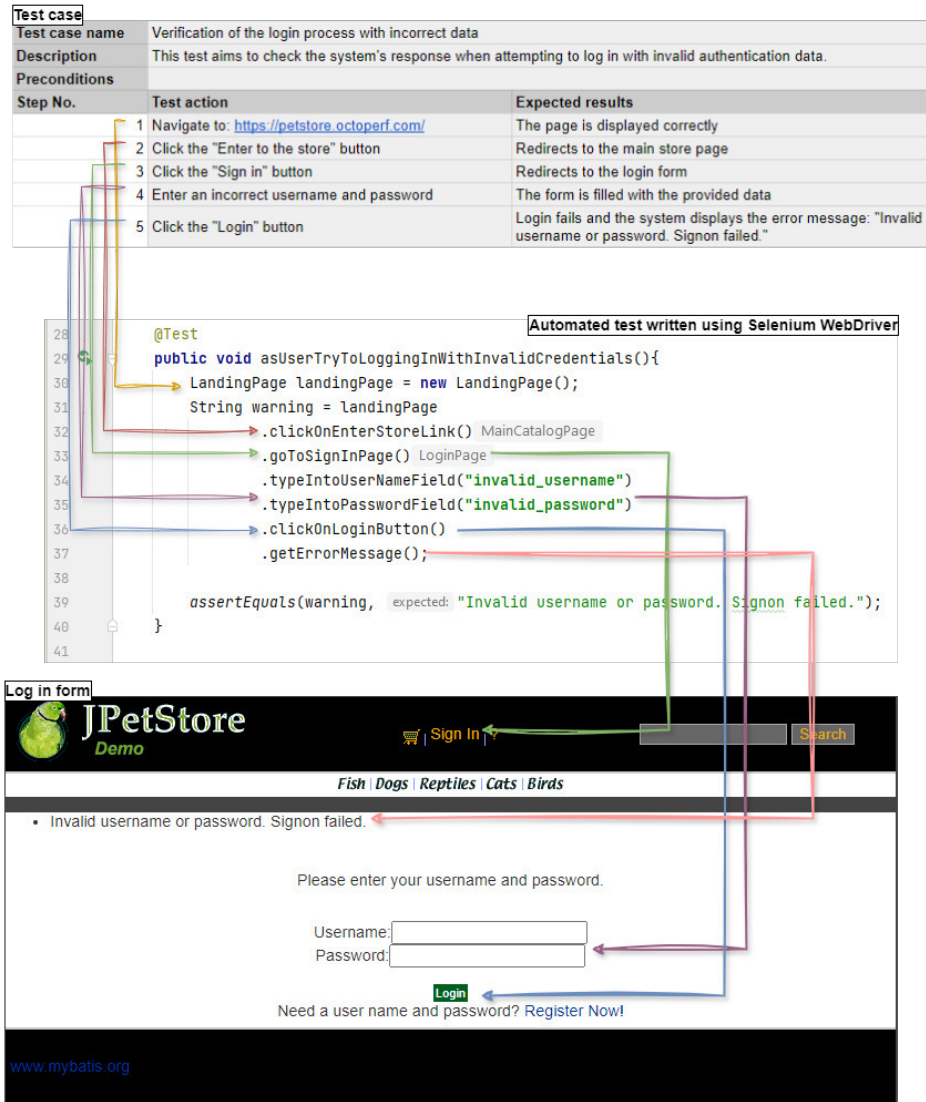 Test case
Test case name Verification of the login process with incorrect data
Description This test aims to check the system's response when attempting to log in with invalid authentication data.
Preconditions
Step No. Test action Expected results
1 Navigate to: https://petstore.octoperf.com/ The page is displayed correctly
2 Click the "Enter to the store" button Redirects to the main store page
3 Click the "Sign in" button Redirects to the login form
4 Enter an incorrect username and password The form is filled with the provided data
5 Click the "Login" button Login fails and the system displays the error message: "Invalid
username or password. Signon failed."
Automated test written using Selenium WebDriver
28 @Test
29 public void asUserTryToLoggingInWithInvalidCredentials(){
30 LandingPage landingPage = new LandingPage();
31 String warning = landingPage
32 .clickOnEnterStoreLink() MainCatalogPage
33 .goToSignInPage() LoginPage
34 .typeIntoUserNameField("invalid_username")
35 .typeIntoPasswordField("invalid_password")
36 .clickOnLoginButton()
37 .getErrorMessage();
38
39 assertEquals(warning, expected: "Invalid username or password. Signon failed.");
40 }
41
Log in form
JPetStore
Demo
| Sign In | ? Search
Fish | Dogs | Reptiles | Cats | Birds
• Invalid username or password. Signon failed.
Please enter your username and password.
Username:
Password:
Login
Need a user name and password? Register Now!
www.mybatis.org